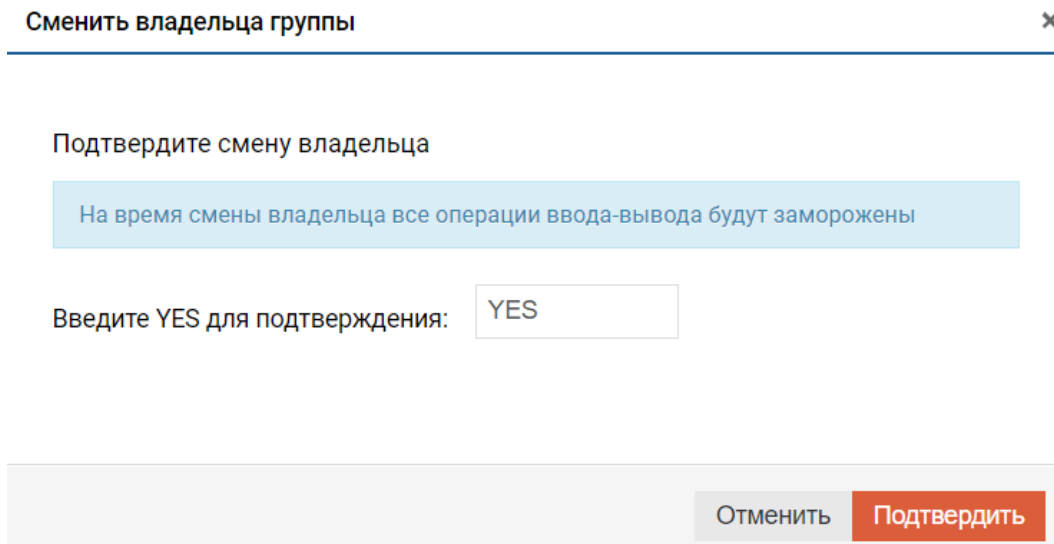 Сменить владельца группы
Подтвердите смену владельца
На время смены владельца все операции ввода-вывода будут заморожены
Введите YES для подтверждения: YES
Отменить Подтвердить